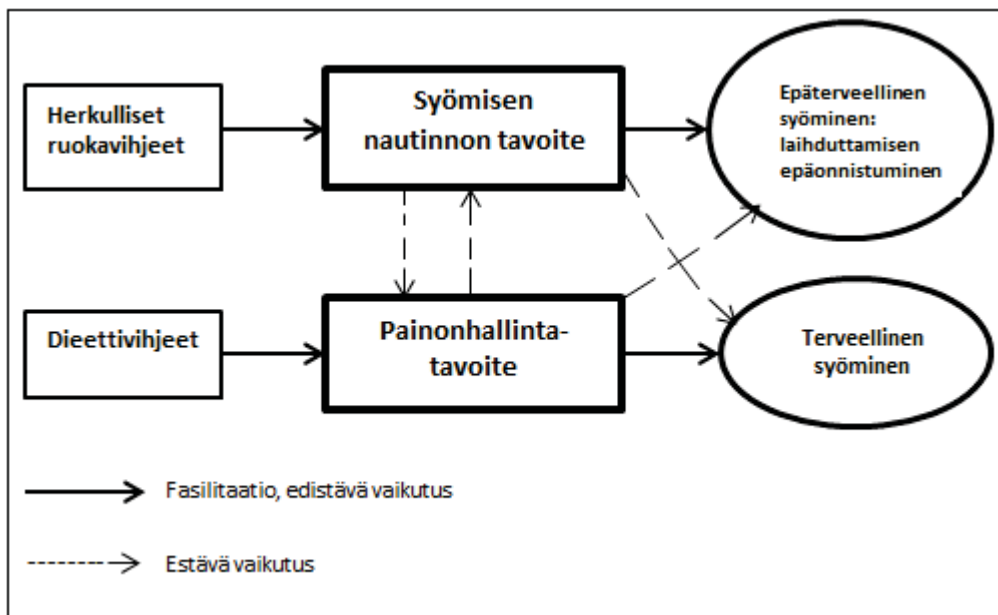 Herkulliset
ruokavihjeet
Syömisen
nautinnon tavoite
Epäterveellinen
syöminen:
laihduttamisen
epäonnistuminen
Dieettivihjeet
Painonhallinta-
tavoite
Terveellinen
syöminen
Fasilitaatio, edistävä vaikutus
Estävä vaikutus